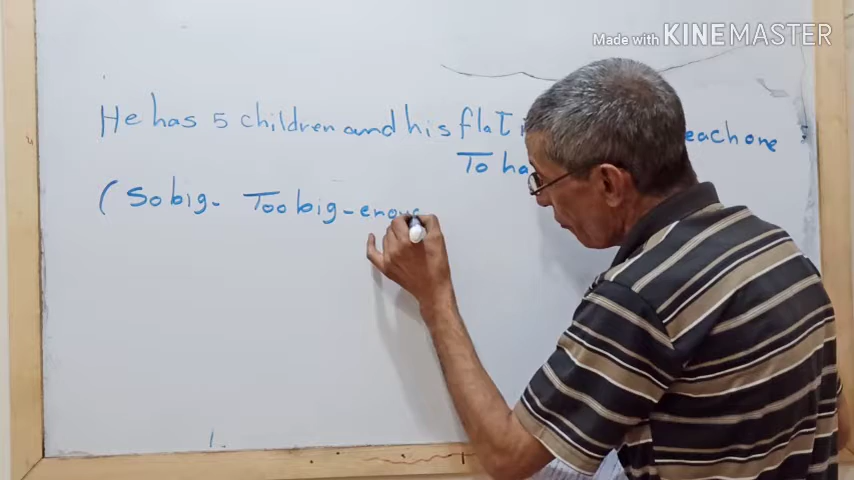 Made with KINEMASTER
He has 5 children and his flat each one
To ha
(So big- Too big-enou